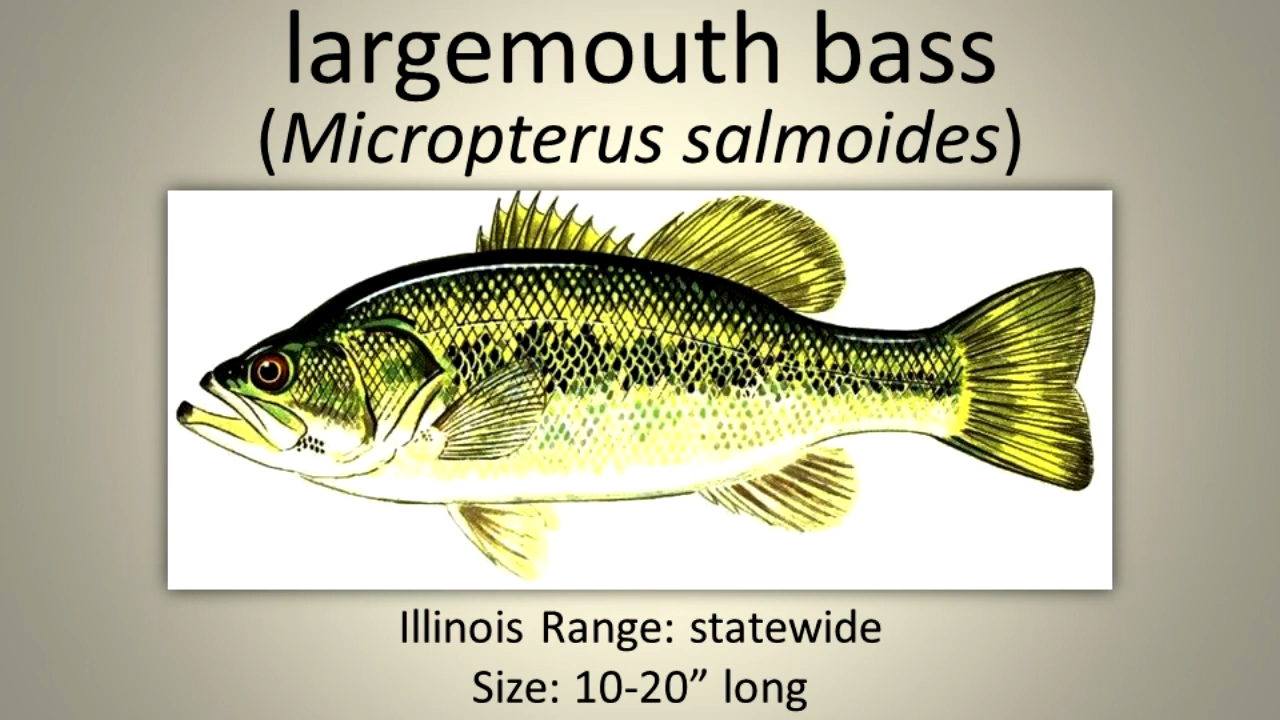 largemouth bass
(Micropterus salmoides)
Illinois Range: statewide
Size: 10-20” long